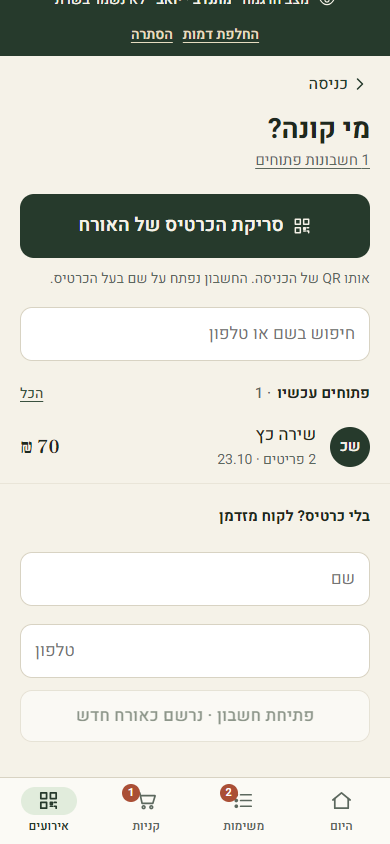 החלפת דמות הסתרה
כניסה
מי קונה?
1 חשבונות פתוחים
סריקת הכרטיס של האורח
אותו QR של הכניסה. החשבון נפתח על שם בעל הכרטיס.
חיפוש בשם או טלפון
פתוחים עכשיו · 1
הכל
שכ
שירה כץ
2 פריטים · 23.10
70 ₪
בלי כרטיס? לקוח מזדמן
שם
טלפון
פתיחת חשבון · נרשם כאורח חדש
2
1
היום
משימות
קניות
אירועים